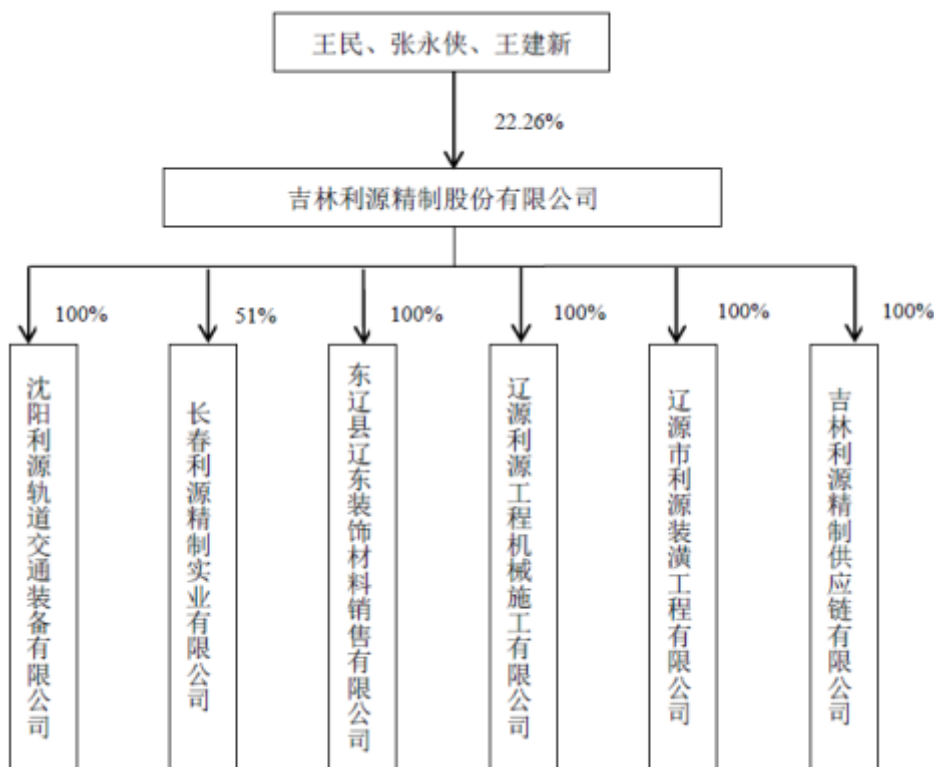 王民、张永侠、王建新
22.26%
吉林利源精制股份有限公司
100%
51%
100%
100%
100%
100%
沈阳利源轨道交通装备有限公司
长春利源精制实业有限公司
东辽县辽东装饰材料销售有限公司
辽源利源工程机械施工有限公司
辽源市利源装潢工程有限公司
吉林利源精制供应链有限公司